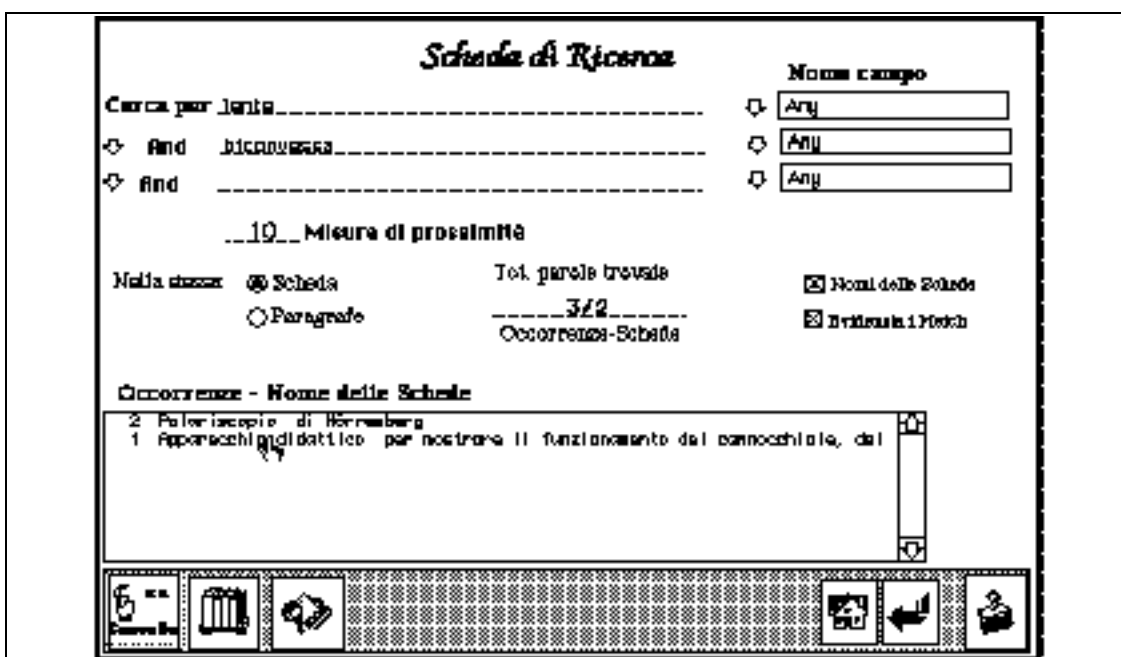 Scheda di Ricerca
Nome campo
Cerca per lente Any
And biconvessa Any
And Any
10 Misura di prossimità
Nella stessa Scheda
Paragrafo
Tot. parole trovate
3/2
Occorrenze-Schede
Nomi delle Schede
Evidenzia i Match
Occorrenze - Nome delle Schede
2 Polariscopio di Nörremberg
1 Apparecchio didattico per mostrare il funzionamento del cannocchiale, del